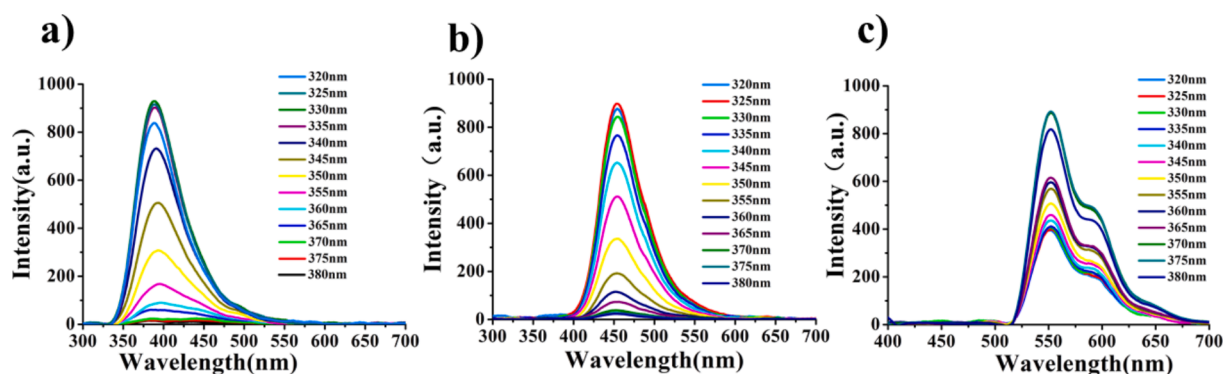 a)
1000
800
600
400
200
0
Intensity(a.u.)
320nm
325nm
330nm
335nm
340nm
345nm
350nm
355nm
360nm
365nm
370nm
375nm
380nm
300 350 400 450 500 550 600 650 700
Wavelength(nm)
b)
1000
800
600
400
200
0
Intensity (a.u.)
320nm
325nm
330nm
335nm
340nm
345nm
350nm
355nm
360nm
365nm
370nm
375nm
380nm
300 350 400 450 500 550 600 650 700
Wavelength(nm)
c)
1000
800
600
400
200
0
Intensity (a.u.)
320nm
325nm
330nm
335nm
340nm
345nm
350nm
355nm
360nm
365nm
370nm
375nm
380nm
400 450 500 550 600 650 700
Wavelength(nm)